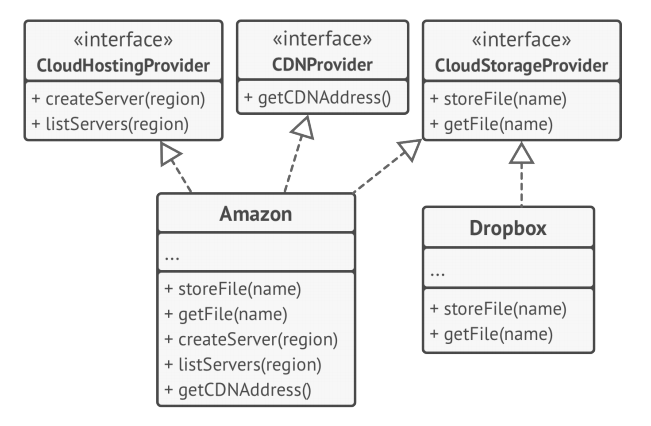 «interface»
CloudHostingProvider
+ createServer(region)
+ listServers(region)
«interface»
CDNProvider
+ getCDNAddress()
«interface»
CloudStorageProvider
+ storeFile(name)
+ getFile(name)
Amazon
...
+ storeFile(name)
+ getFile(name)
+ createServer(region)
+ listServers(region)
+ getCDNAddress()
Dropbox
...
+ storeFile(name)
+ getFile(name)